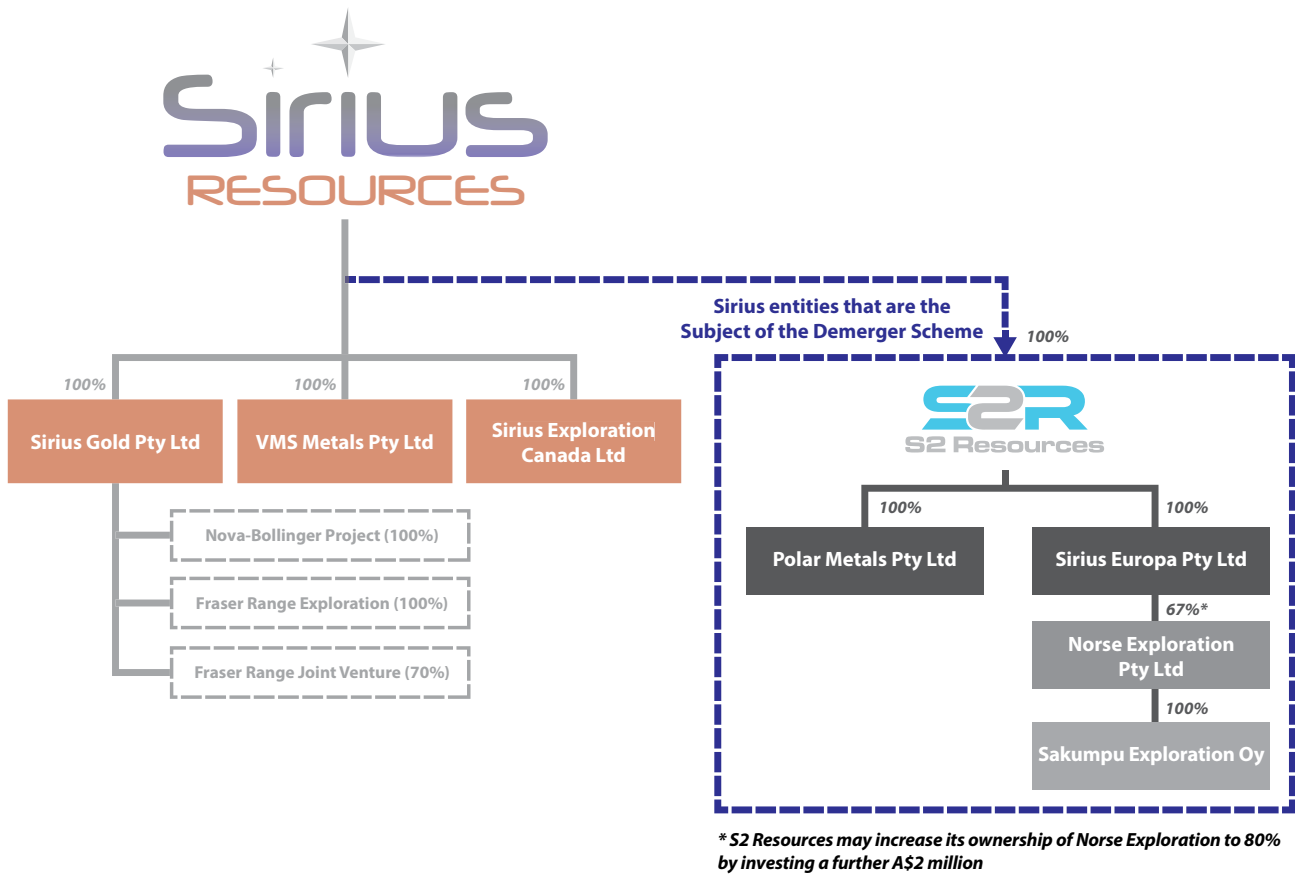 Sirius
RESOURCES
Sirius entities that are the
Subject of the Demerger Scheme
100%
100%
100%
100%
Sirius Gold Pty Ltd
VMS Metals Pty Ltd
Sirius Exploration
Canada Ltd
Nova-Bollinger Project (100%)
Fraser Range Exploration (100%)
Fraser Range Joint Venture (70%)
S2R
S2 Resources
100%
100%
Polar Metals Pty Ltd
Sirius Europa Pty Ltd
67%*
Norse Exploration
Pty Ltd
100%
Sakumpu Exploration Oy
* S2 Resources may increase its ownership of Norse Exploration to 80%
by investing a further A$2 million